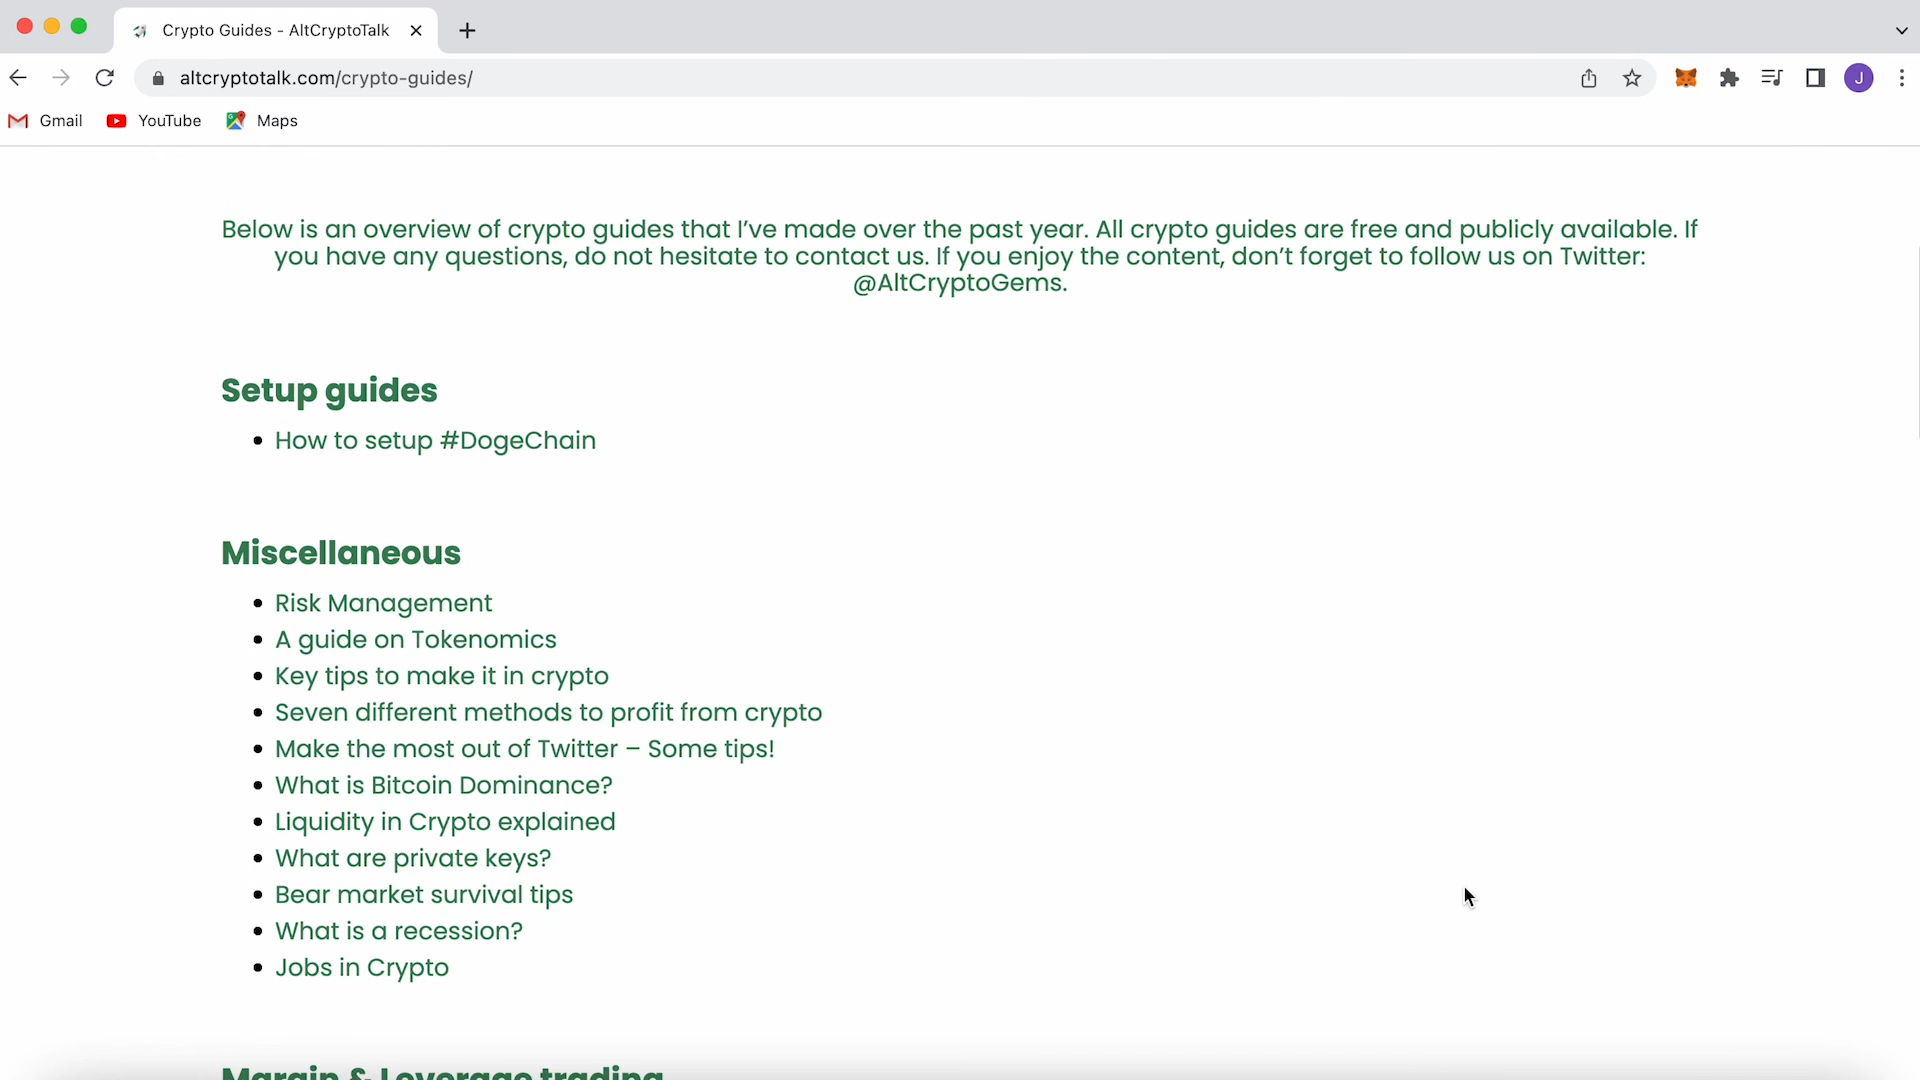 Crypto Guides - AltCryptoTalk
altcryptotalk.com/crypto-guides/
J
Gmail
YouTube
Maps
Below is an overview of crypto guides that I’ve made over the past year. All crypto guides are free and publicly available. If
you have any questions, do not hesitate to contact us. If you enjoy the content, don’t forget to follow us on Twitter:
@AltCryptoGems.
Setup guides
How to setup #DogeChain
Miscellaneous
Risk Management
A guide on Tokenomics
Key tips to make it in crypto
Seven different methods to profit from crypto
Make the most out of Twitter – Some tips!
What is Bitcoin Dominance?
Liquidity in Crypto explained
What are private keys?
Bear market survival tips
What is a recession?
Jobs in Crypto
Margin & Leverage trading